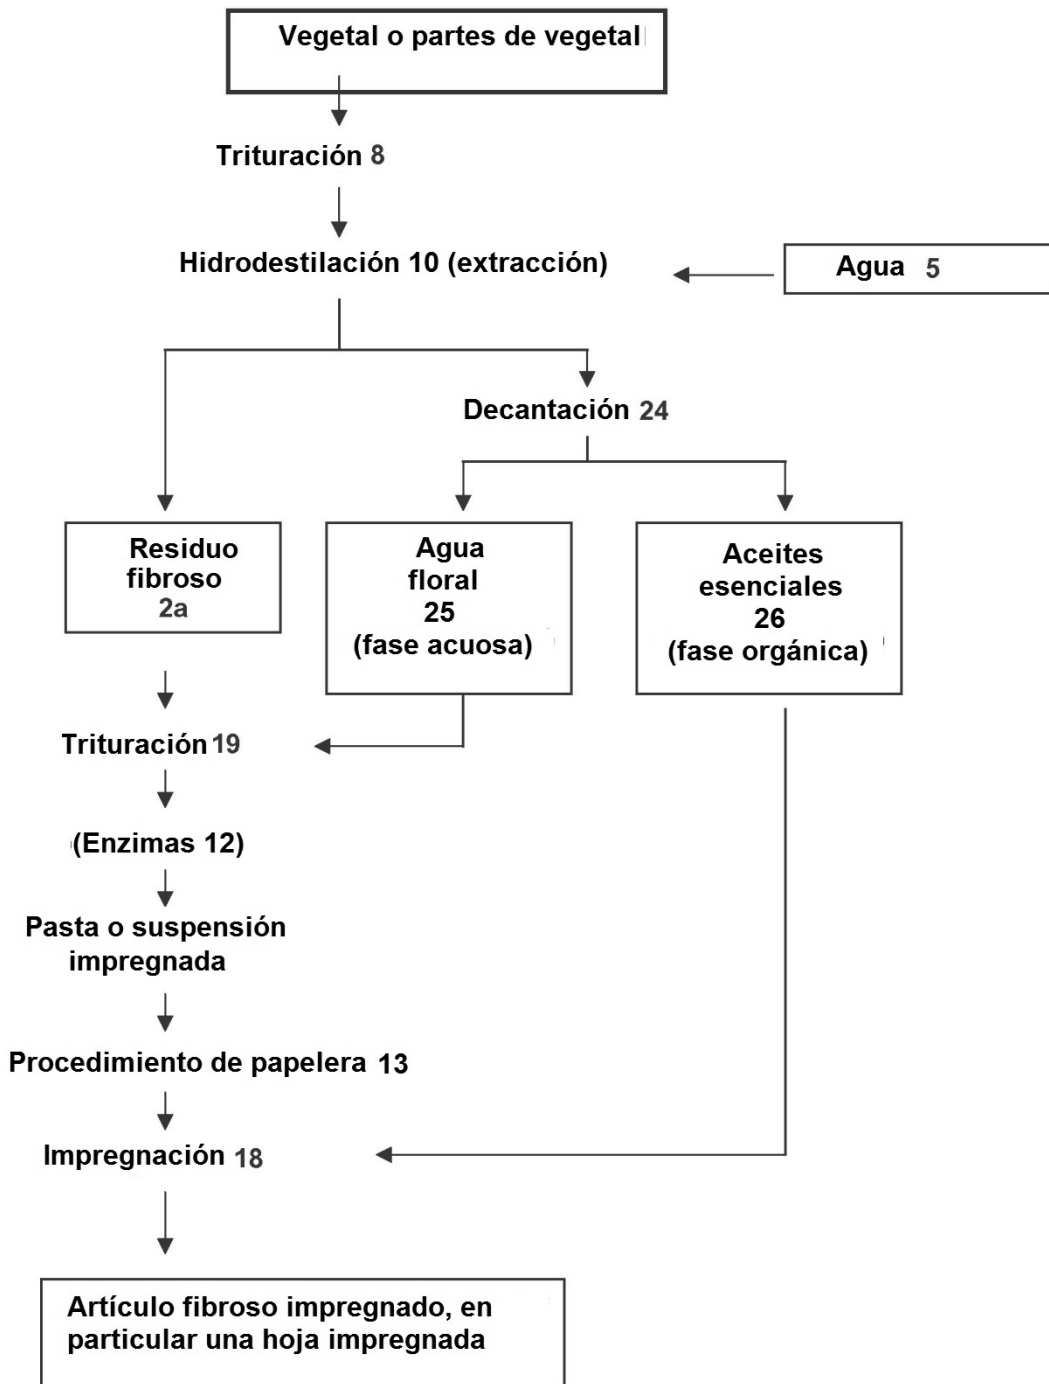 Vegetal o partes de vegetal
Trituración 8
Hidrodestilación 10 (extracción)
Agua 5
Decantación 24
Residuo
fibroso
2a
Agua
floral
25
(fase acuosa)
Aceites
esenciales
26
(fase orgánica)
Trituración 19
(Enzimas 12)
Pasta o suspensión
impregnada
Procedimiento de papelera 13
Impregnación 18
Artículo fibroso impregnado, en
particular una hoja impregnada